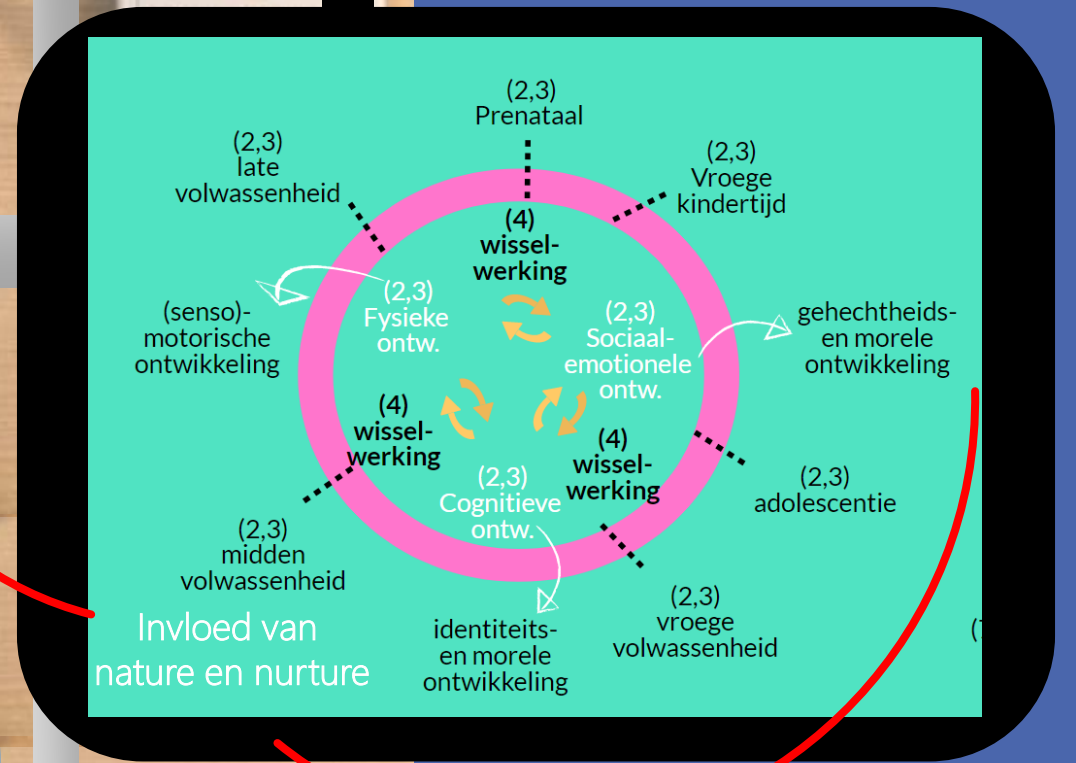 (2,3)
Prenataal
(2,3)
Vroege
kindertijd
(2,3)
late
volwassenheid
(4)
wissel-
werking
(2,3)
Fysieke
ontw.
(2,3)
Sociaal-
emotionele
ontw.
(senso)-
motorische
ontwikkeling
gehechtheids-
en morele
ontwikkeling
(4)
wissel-
werking
(4)
wissel-
werking
(2,3)
Cognitieve
ontw.
(2,3)
adolescentie
(2,3)
midden
volwassenheid
(2,3)
vroege
volwassenheid
identiteits-
en morele
ontwikkeling
Invloed van
nature en nurture